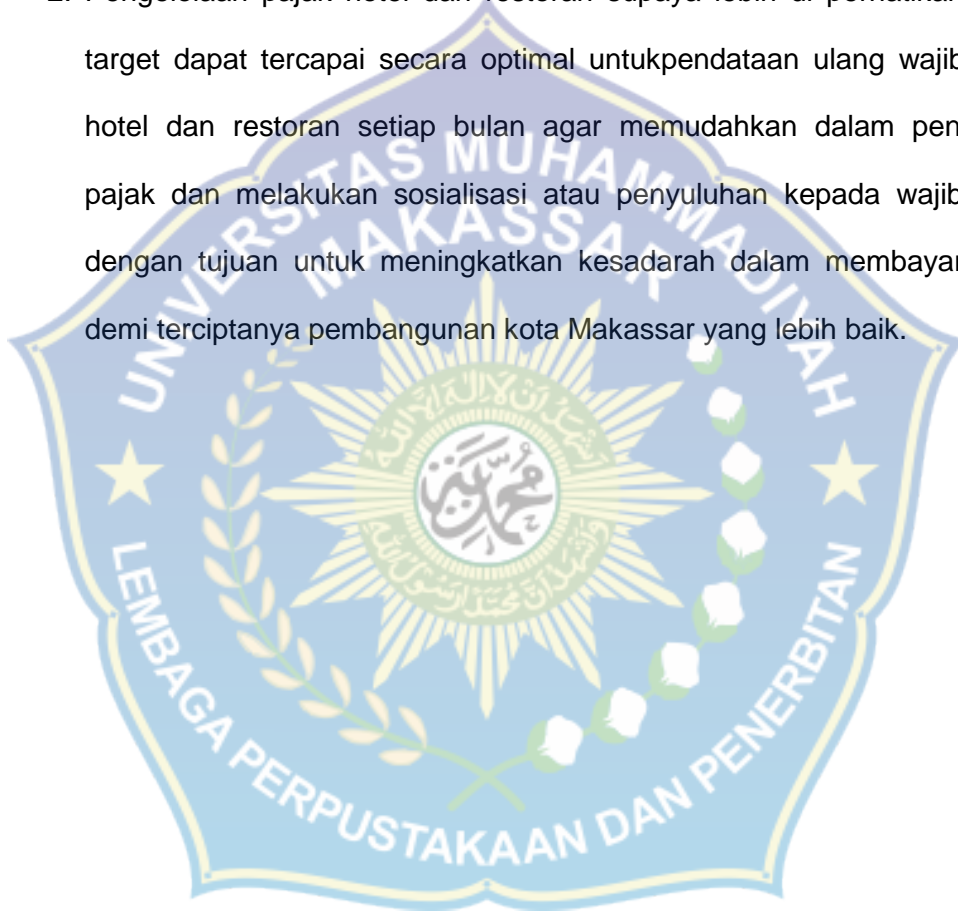 target dapat tercapai secara optimal untukpendataan ulang wajib
hotel dan restoran setiap bulan agar memudahkan dalam pen
pajak dan melakukan sosialisasi atau penyuluhan kepada wajib
dengan tujuan untuk meningkatkan kesadarah dalam membayar
demi terciptanya pembangunan kota Makassar yang lebih baik.
UNIVERSITAS MUHAMMADIYAH
MAKASSAR
محمد
LEMBAGA PERPUSTAKAAN DAN PENERBITAN